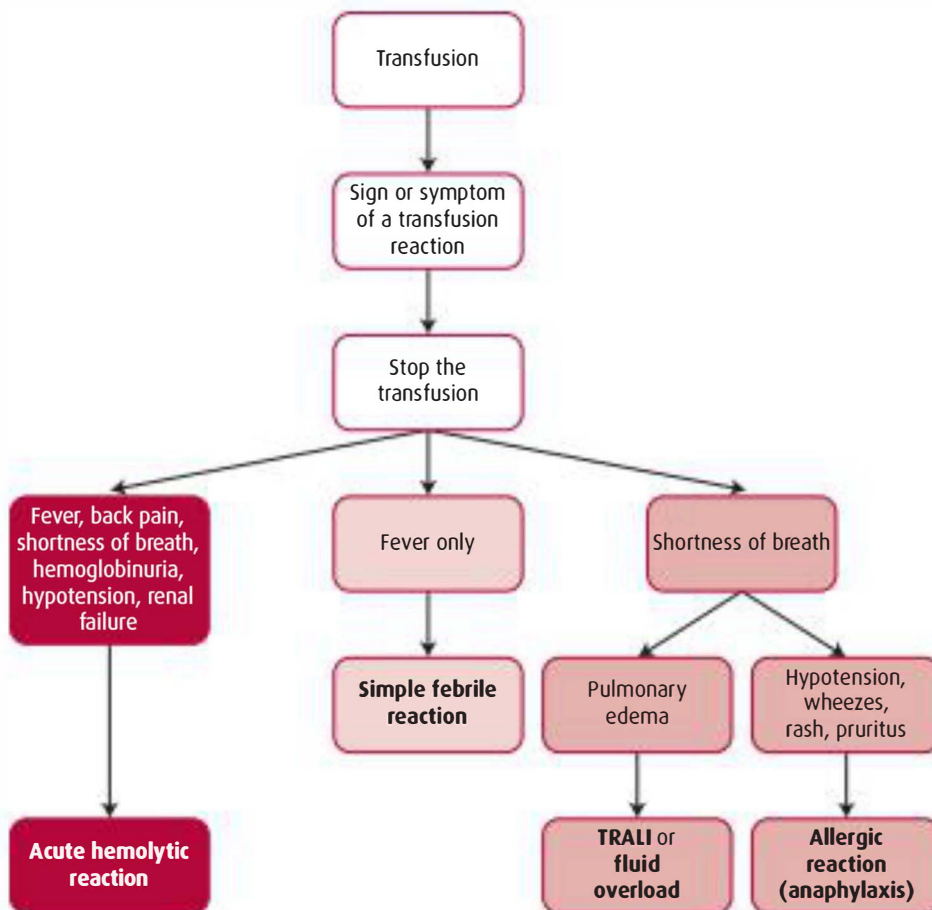 Transfusion
Sign or symptom
of a transfusion
reaction
Stop the
transfusion
Fever, back pain,
shortness of breath,
hemoglobinuria,
hypotension, renal
failure
Fever only
Shortness of breath
Simple febrile
reaction
Pulmonary
edema
Hypotension,
wheezes,
rash, pruritus
Acute hemolytic
reaction
TRALI or
fluid
overload
Allergic
reaction
(anaphylaxis)